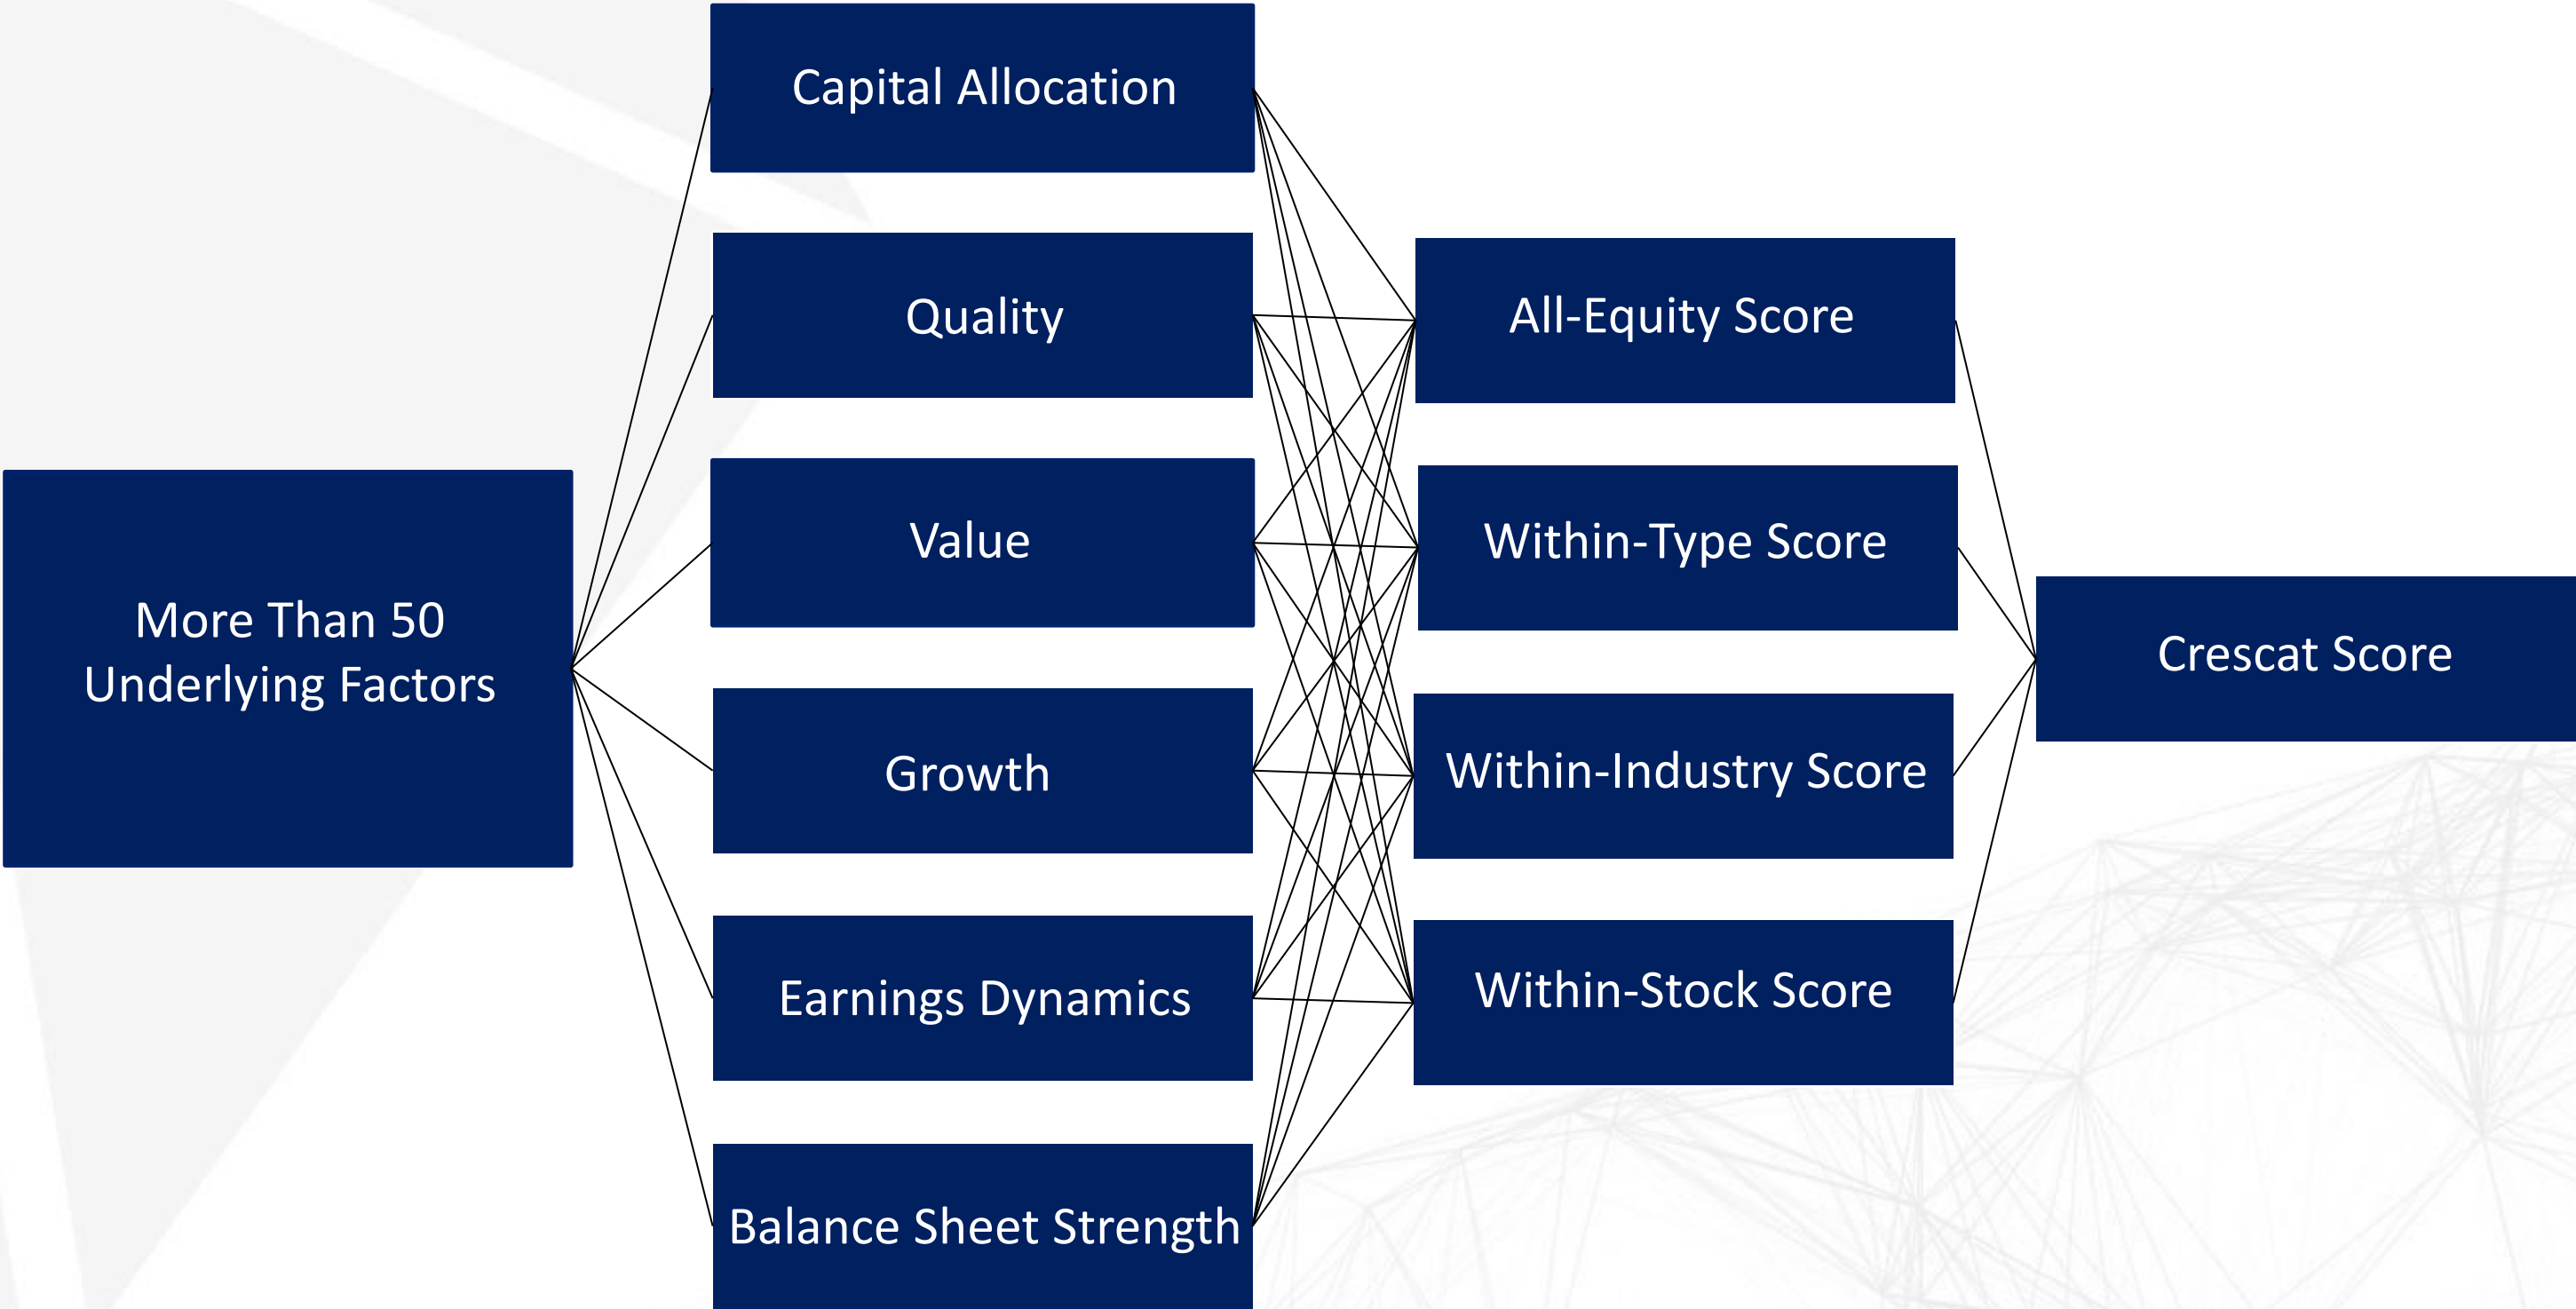 More Than 50
Underlying Factors
Capital Allocation
Quality
Value
Growth
Earnings Dynamics
Balance Sheet Strength
All-Equity Score
Within-Type Score
Within-Industry Score
Within-Stock Score
Crescat Score